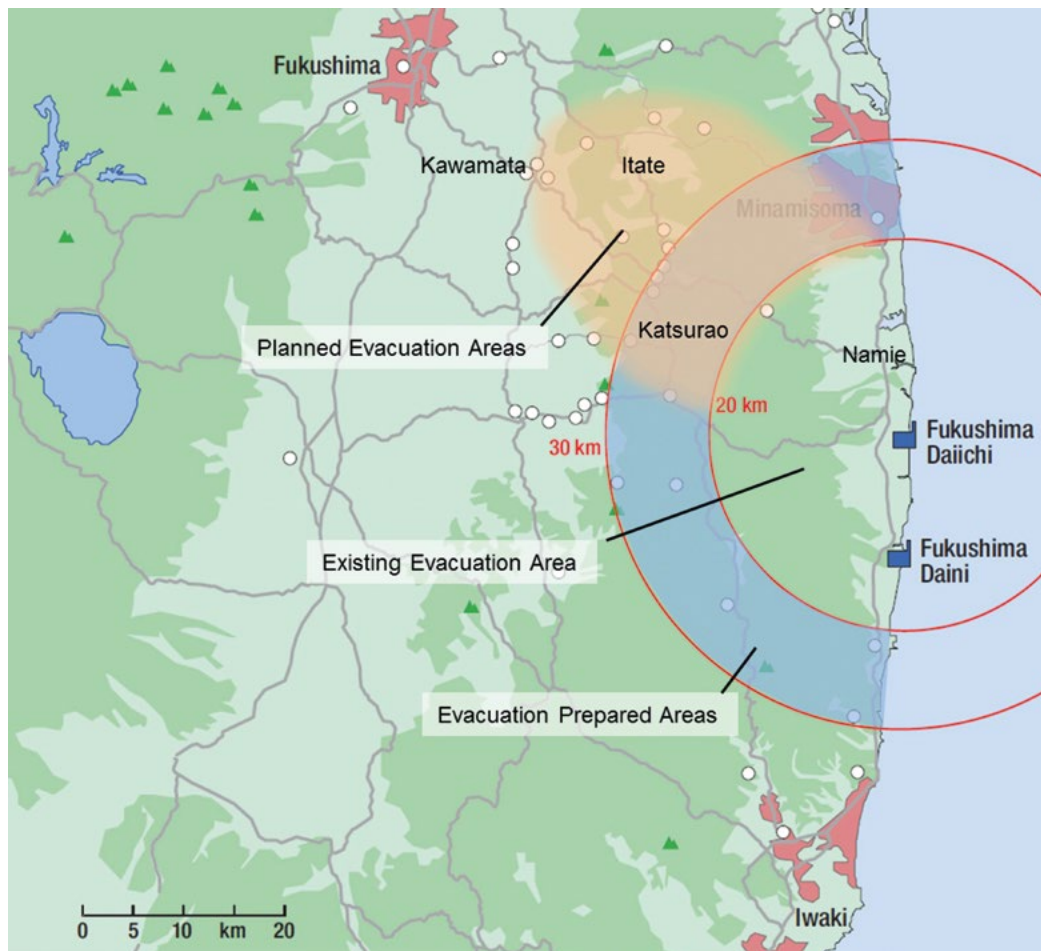 Fukushima
Kawamata
Itate
Minamisoma
Planned Evacuation Areas
Katsurao
Namie
20 km
30 km
Fukushima
Daiichi
Existing Evacuation Area
Fukushima
Daini
Evacuation Prepared Areas
Iwaki
0 5 10 km 20